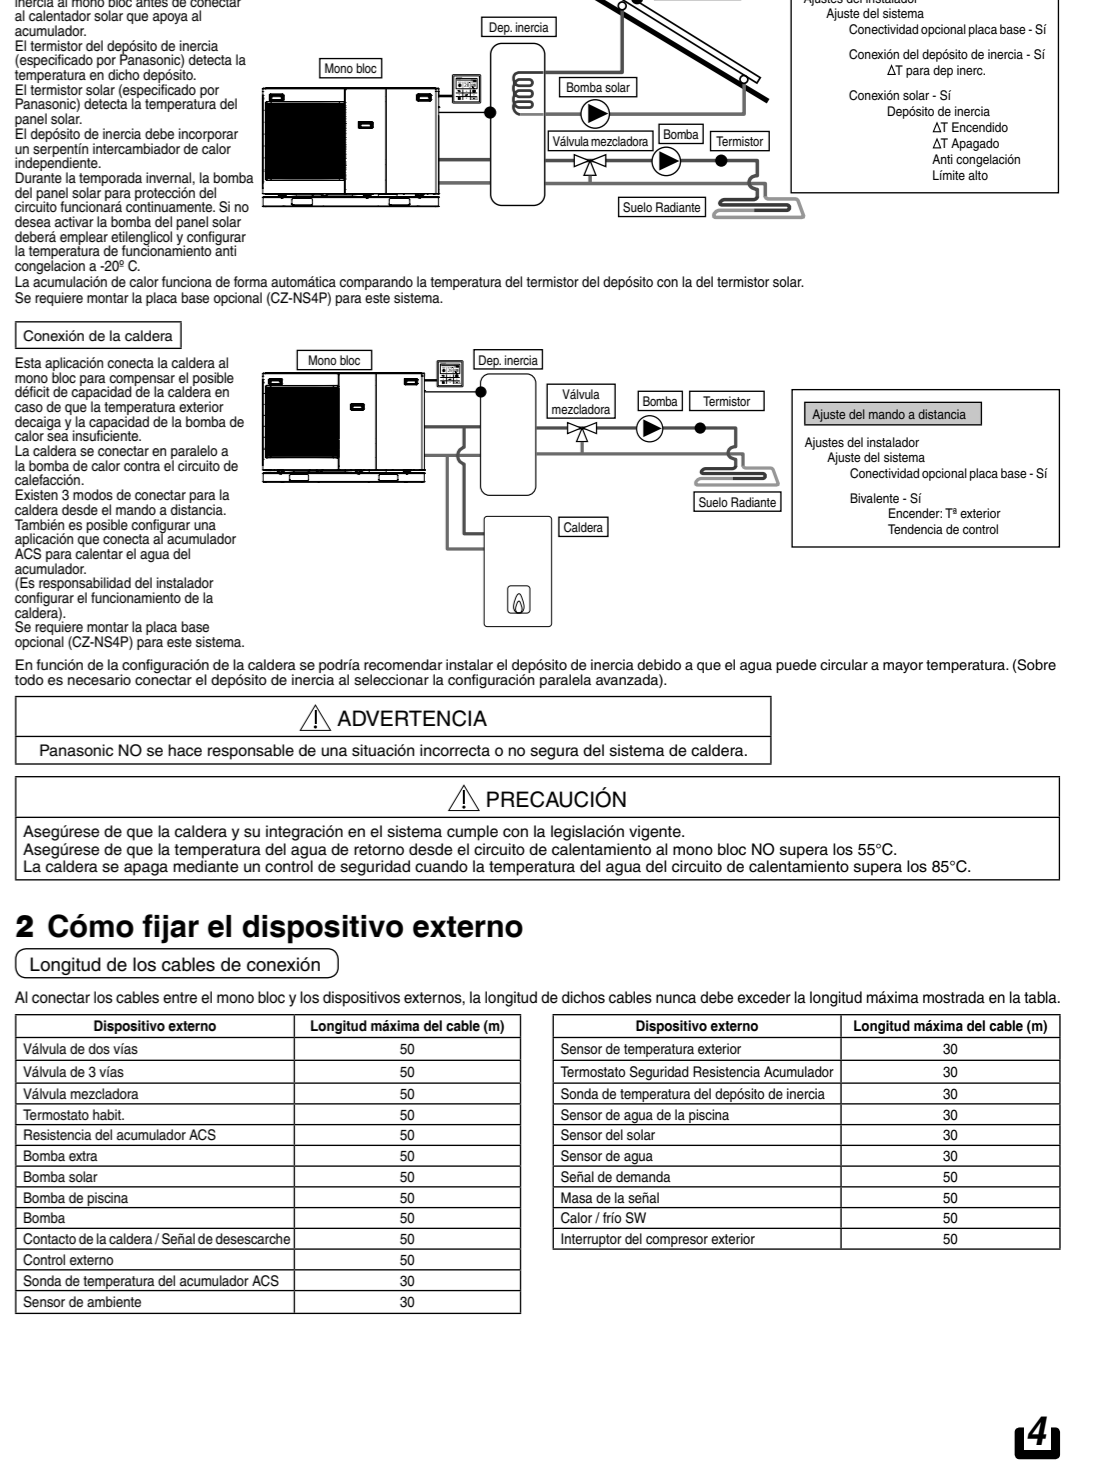 inercia al mono bloc antes de conectar
al calentador solar que apoya al
acumulador.
El termistor del depósito de inercia
(especificado por Panasonic) detecta la
temperatura en dicho depósito.
El termistor solar (especificado por
Panasonic) detecta la temperatura del
panel solar.
El depósito de inercia debe incorporar
un serpentín intercambiador de calor
independiente.
Durante la temporada invernal, la bomba
del panel solar para protección del
circuito funcionará continuamente. Si no
desea activar la bomba del panel solar
deberá emplear etilenglicol y configurar
la temperatura de funcionamiento anti
congelacion a -20º C.
Mono bloc
Dep. inercia
Bomba solar
Válvula mezcladora
Bomba
Termistor
Suelo Radiante
Ajustes del instalador
Ajuste del sistema
Conectividad opcional placa base - Sí
Conexión del depósito de inercia - Sí
ΔT para dep inerc.
Conexión solar - Sí
Depósito de inercia
ΔT Encendido
ΔT Apagado
Anti congelación
Límite alto
La acumulación de calor funciona de forma automática comparando la temperatura del termistor del depósito con la del termistor solar.
Se requiere montar la placa base opcional (CZ-NS4P) para este sistema.
Conexión de la caldera
Esta aplicación conecta la caldera al
mono bloc para compensar el posible
déficit de capacidad de la caldera en
caso de que la temperatura exterior
decaiga y la capacidad de la bomba de
calor sea insuficiente.
La caldera se conectar en paralelo a
la bomba de calor contra el circuito de
calefacción.
Existen 3 modos de conectar para la
caldera desde el mando a distancia.
También es posible configurar una
aplicación que conecta al acumulador
ACS para calentar el agua del
acumulador.
(Es responsabilidad del instalador
configurar el funcionamiento de la
caldera).
Se requiere montar la placa base
opcional (CZ-NS4P) para este sistema.
Mono bloc
Dep. inercia
Válvula
mezcladora
Bomba
Termistor
Suelo Radiante
Caldera
Ajuste del mando a distancia
Ajustes del instalador
Ajuste del sistema
Conectividad opcional placa base - Sí
Bivalente - Sí
Encender: Tª exterior
Tendencia de control
En función de la configuración de la caldera se podría recomendar instalar el depósito de inercia debido a que el agua puede circular a mayor temperatura. (Sobre
todo es necesario conectar el depósito de inercia al seleccionar la configuración paralela avanzada).
ADVERTENCIA
Panasonic NO se hace responsable de una situación incorrecta o no segura del sistema de caldera.
PRECAUCIÓN
Asegúrese de que la caldera y su integración en el sistema cumple con la legislación vigente.
Asegúrese de que la temperatura del agua de retorno desde el circuito de calentamiento al mono bloc NO supera los 55°C.
La caldera se apaga mediante un control de seguridad cuando la temperatura del agua del circuito de calentamiento supera los 85°C.
2 Cómo fijar el dispositivo externo
Longitud de los cables de conexión
Al conectar los cables entre el mono bloc y los dispositivos externos, la longitud de dichos cables nunca debe exceder la longitud máxima mostrada en la tabla.
Dispositivo externo Longitud máxima del cable (m)
Válvula de dos vías 50
Válvula de 3 vías 50
Válvula mezcladora 50
Termostato habit. 50
Resistencia del acumulador ACS 50
Bomba extra 50
Bomba solar 50
Bomba de piscina 50
Bomba 50
Contacto de la caldera / Señal de desescarche 50
Control externo 50
Sonda de temperatura del acumulador ACS 30
Sensor de ambiente 30
Dispositivo externo Longitud máxima del cable (m)
Sensor de temperatura exterior 30
Termostato Seguridad Resistencia Acumulador 30
Sonda de temperatura del depósito de inercia 30
Sensor de agua de la piscina 30
Sensor del solar 30
Sensor de agua 30
Señal de demanda 50
Masa de la señal 50
Calor / frío SW 50
Interruptor del compresor exterior 50
4